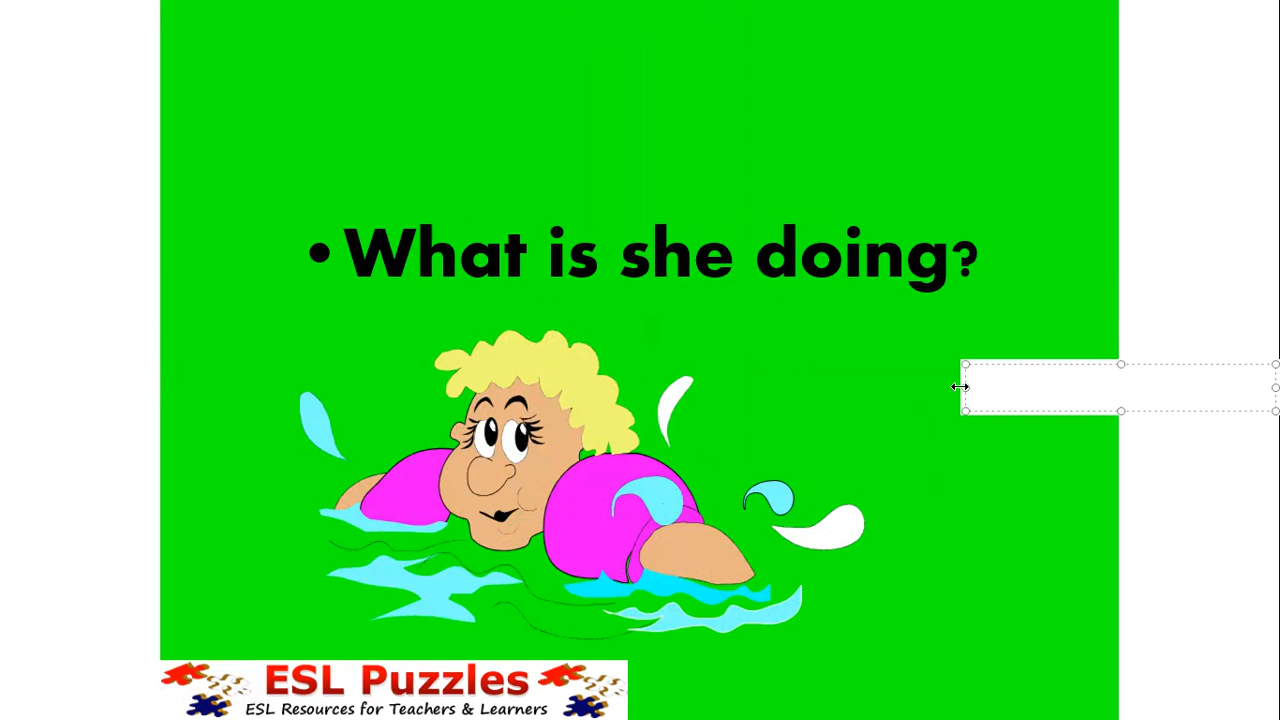 • What is she doing?
ESL Puzzles
ESL Resources for Teachers & Learners